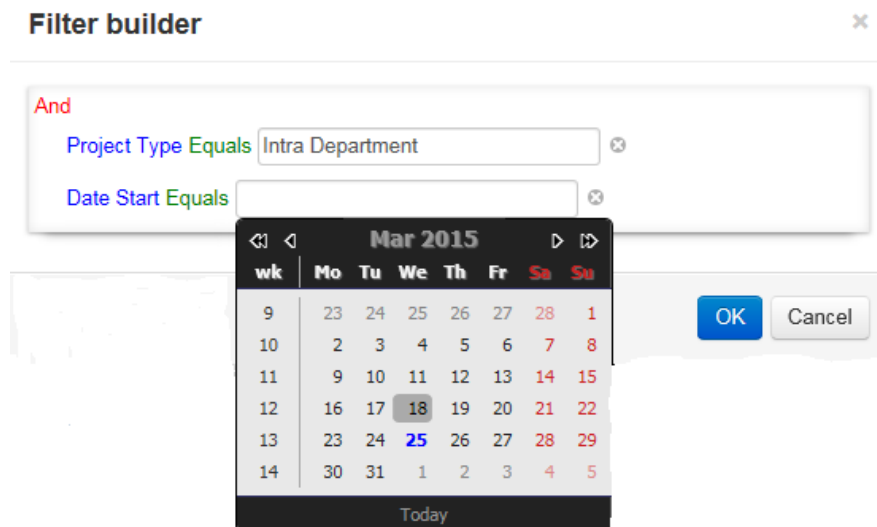 Filter builder ×
And
Project Type Equals Intra Department
Date Start Equals
Mar 2015
wk Mo Tu We Th Fr Sa Su
9 23 24 25 26 27 28 1
10 2 3 4 5 6 7 8
OK Cancel
11 9 10 11 12 13 14 15
12 16 17 18 19 20 21 22
13 23 24 25 26 27 28 29
14 30 31 1 2 3 4 5
Today